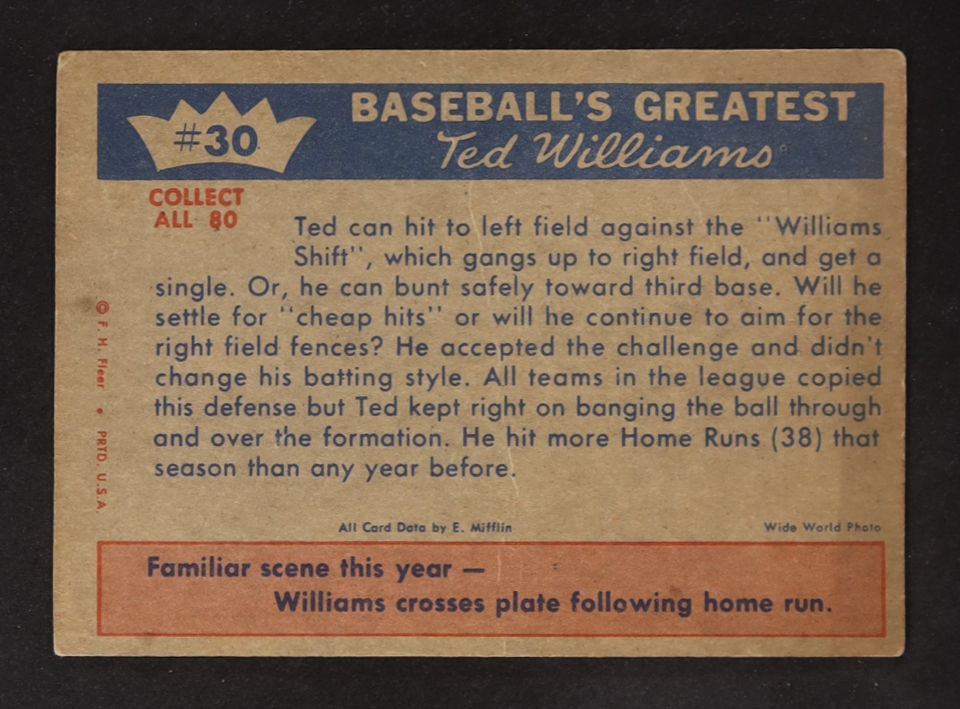 #30
BASEBALL'S GREATEST
Ted Williams
COLLECT
ALL 80
Ted can hit to left field against the "Williams
Shift", which gangs up to right field, and get a
single. Or, he can bunt safely toward third base. Will he
settle for "cheap hits" or will he continue to aim for the
right field fences? He accepted the challenge and didn't
change his batting style. All teams in the league copied
this defense but Ted kept right on banging the ball through
and over the formation. He hit more Home Runs (38) that
season than any year before.
© F. H. Fleer • PRTD. U.S.A
All Card Data by E. Mifflin
Wide World Photo
Familiar scene this year —
Williams crosses plate following home run.